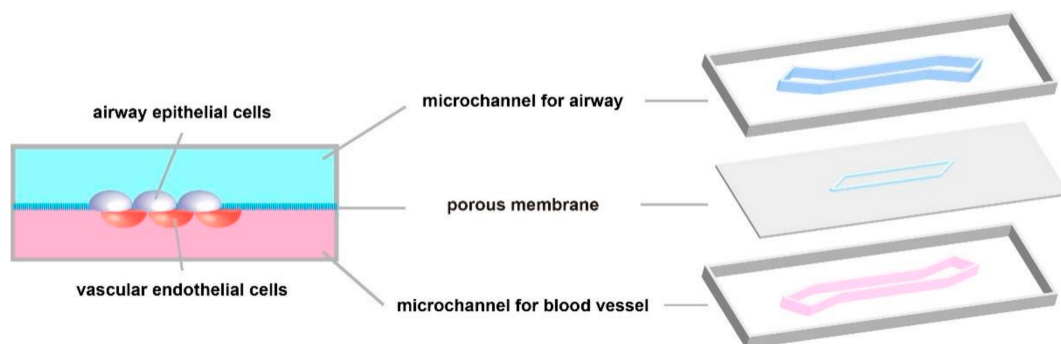 microchannel for airway
airway epithelial cells
porous membrane
vascular endothelial cells
microchannel for blood vessel